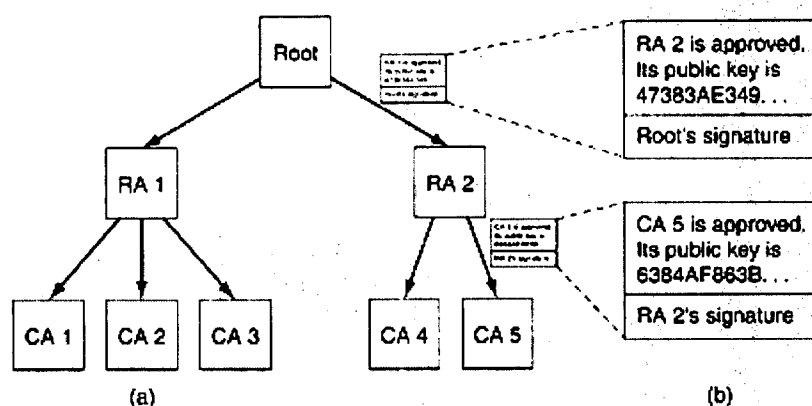 Root
RA 2 is approved.
Its public key is
47383AE349. . .
Root's signature
RA 1
RA 2
CA 5 is approved.
Its public key is
6384AF863B. . .
RA 2's signature
CA 1
CA 2
CA 3
CA 4
CA 5
(a)
(b)